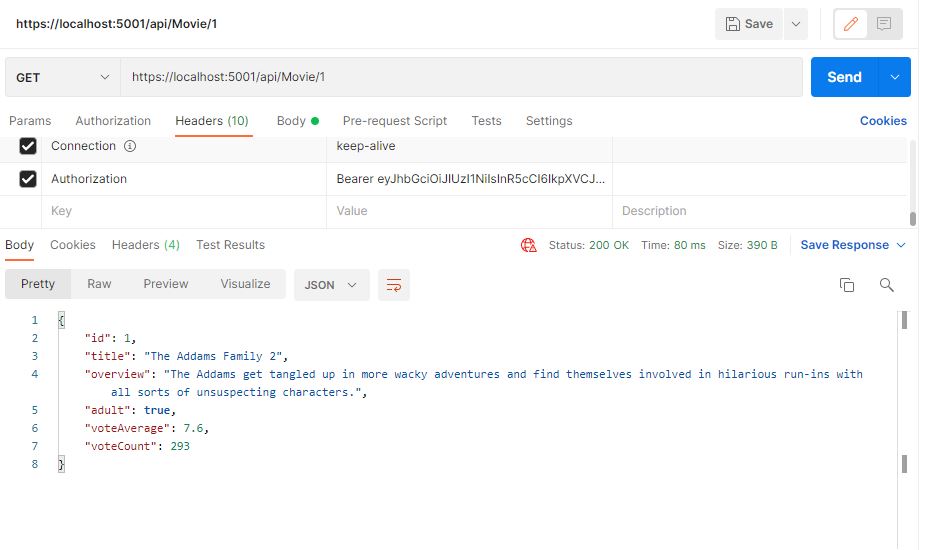 https://localhost:5001/api/Movie/1
Save
GET https://localhost:5001/api/Movie/1 Send
Params Authorization Headers (10) Body Pre-request Script Tests Settings Cookies
Connection keep-alive
Authorization Bearer eyJhbGciOiJIUzI1NiIsInR5cCI6IkpXVCJ...
Key Value Description
Body Cookies Headers (4) Test Results Status: 200 OK Time: 80 ms Size: 390 B Save Response
Pretty Raw Preview Visualize JSON
1 {
2 "id": 1,
3 "title": "The Addams Family 2",
4 "overview": "The Addams get tangled up in more wacky adventures and find themselves involved in hilarious run-ins with
all sorts of unsuspecting characters.",
5 "adult": true,
6 "voteAverage": 7.6,
7 "voteCount": 293
8 }